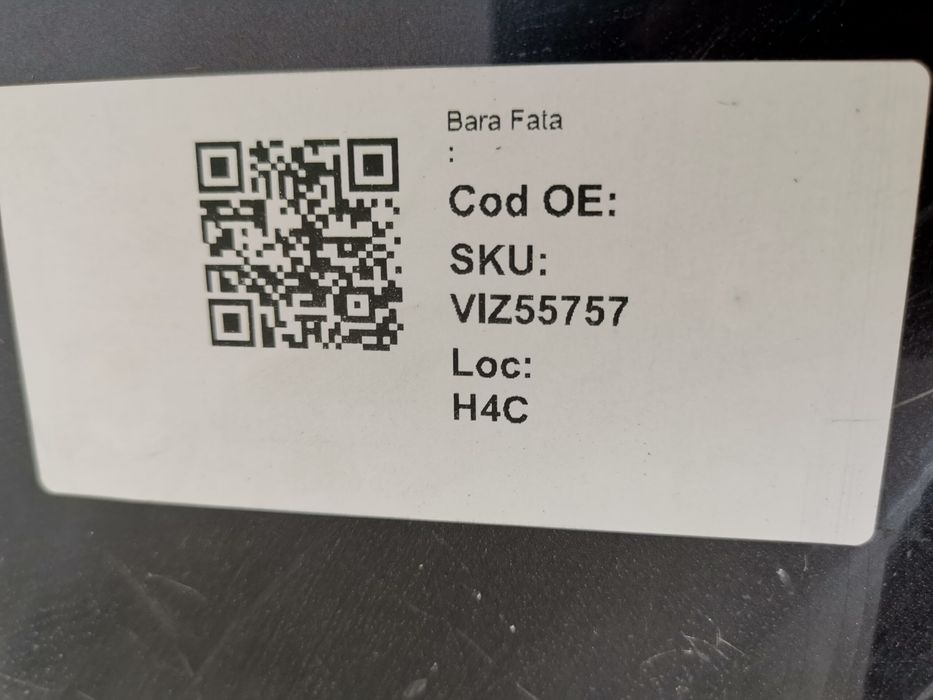 Bara Fata
:
Cod OE:
SKU:
VIZ55757
Loc:
H4C